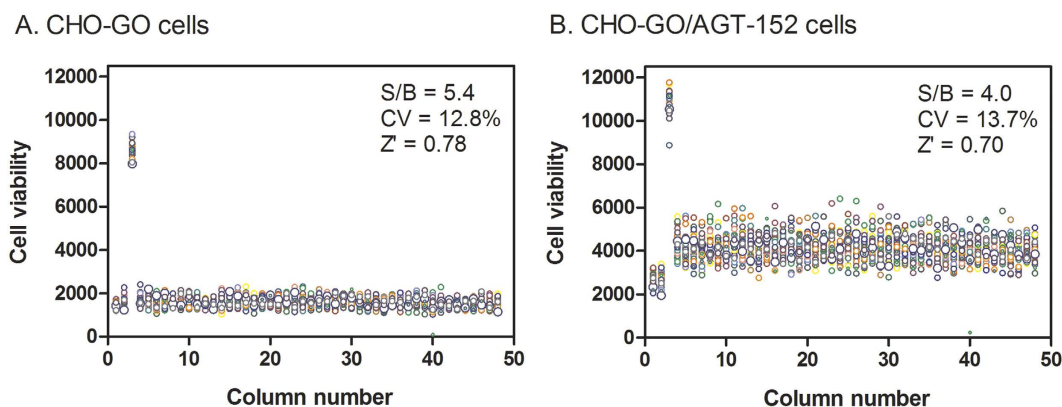 A. CHO-GO cells
12000
10000
8000
6000
4000
2000
0
Cell viability
S/B = 5.4
CV = 12.8%
Z' = 0.78
0 10 20 30 40 50
Column number
B. CHO-GO/AGT-152 cells
12000
10000
8000
6000
4000
2000
0
Cell viability
S/B = 4.0
CV = 13.7%
Z' = 0.70
0 10 20 30 40 50
Column number